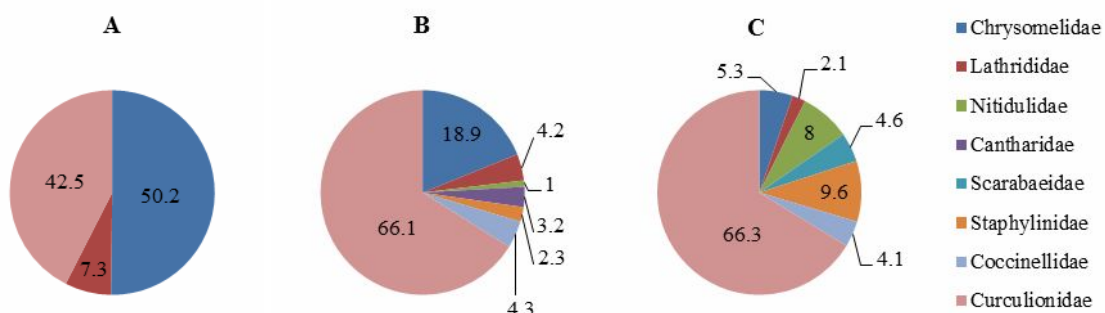 A
B
C
50.2
7.3
42.5
18.9
4.2
1
3.2
2.3
4.3
66.1
5.3
2.1
8
4.6
9.6
4.1
66.3
Chrysomelidae
Lathrididae
Nitidulidae
Cantharidae
Scarabaeidae
Staphylinidae
Coccinellidae
Curculionidae